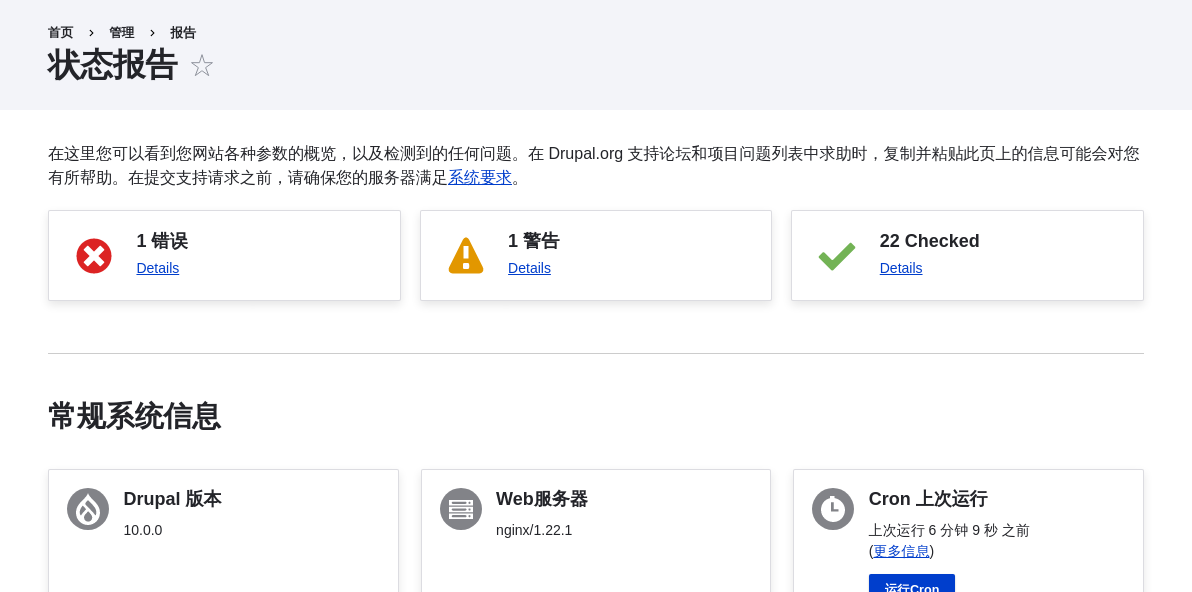 首页 › 管理 › 报告
状态报告
在这里您可以看到您网站各种参数的概览，以及检测到的任何问题。在 Drupal.org 支持论坛和项目问题列表中求助时，复制并粘贴此页上的信息可能会对您
有所帮助。在提交支持请求之前，请确保您的服务器满足系统要求。
1 错误
Details
1 警告
Details
22 Checked
Details
常规系统信息
Drupal 版本
10.0.0
Web服务器
nginx/1.22.1
Cron 上次运行
上次运行 6 分钟 9 秒 之前
(更多信息)
运行Cron